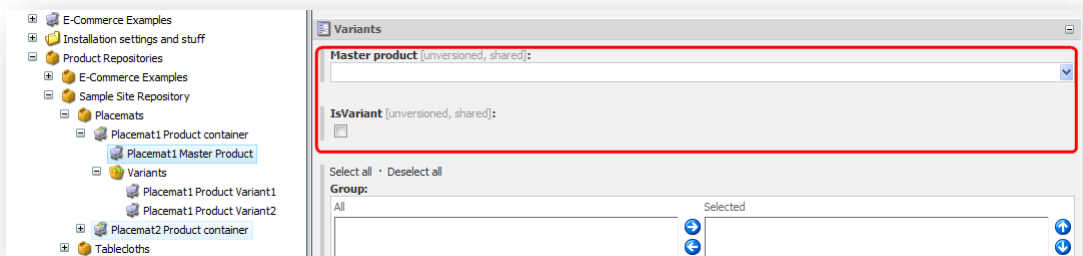 E-Commerce Examples
Installation settings and stuff
Product Repositories
E-Commerce Examples
Sample Site Repository
Placemats
Placemat1 Product container
Placemat1 Master Product
Variants
Placemat1 Product Variant1
Placemat1 Product Variant2
Placemat2 Product container
Tablecloths
Variants
Master product [unversioned, shared]:
IsVariant [unversioned, shared]:
Select all · Deselect all
Group:
All Selected